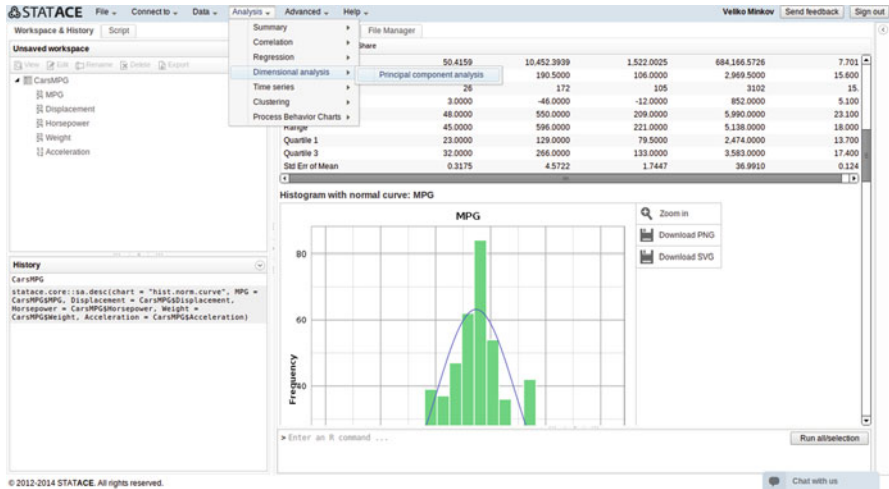 STATACE File Connect to Data Analysis Advanced Help Veliko Minkov Send feedback Sign out
Workspace & History Script
Unsaved workspace
View Edit Rename Delete Export
CarsMPG
MPG
Displacement
Horsepower
Weight
Acceleration
Summary
Correlation
Regression
Dimensional analysis
Time series
Clustering
Process Behavior Charts
Principal component analysis
File Manager
Share
50.4159 10,452.3939 1,522.0025 684,166.5726 7.701
190.5000 106.0000 2,969.5000 15.600
26 172 105 3102 15.
3.0000 -46.0000 -12.0000 852.0000 5.100
48.0000 550.0000 209.0000 5,990.0000 23.100
Range 45.0000 596.0000 221.0000 5,138.0000 18.000
Quartile 1 23.0000 129.0000 79.5000 2,474.0000 13.700
Quartile 3 32.0000 266.0000 133.0000 3,583.0000 17.400
Std Err of Mean 0.3175 4.5722 1.7447 36.9910 0.124
Histogram with normal curve: MPG
MPG
80
60
40
Frequency
Zoom in
Download PNG
Download SVG
History
CarsMPG
statace.core::sa.desc(chart = "hist.norm.curve", MPG =
CarsMPG$MPG, Displacement = CarsMPG$Displacement,
Horsepower = CarsMPG$Horsepower, Weight =
CarsMPG$Weight, Acceleration = CarsMPG$Acceleration)
> Enter an R command ...
Run all/selection
© 2012-2014 STATACE. All rights reserved.
Chat with us